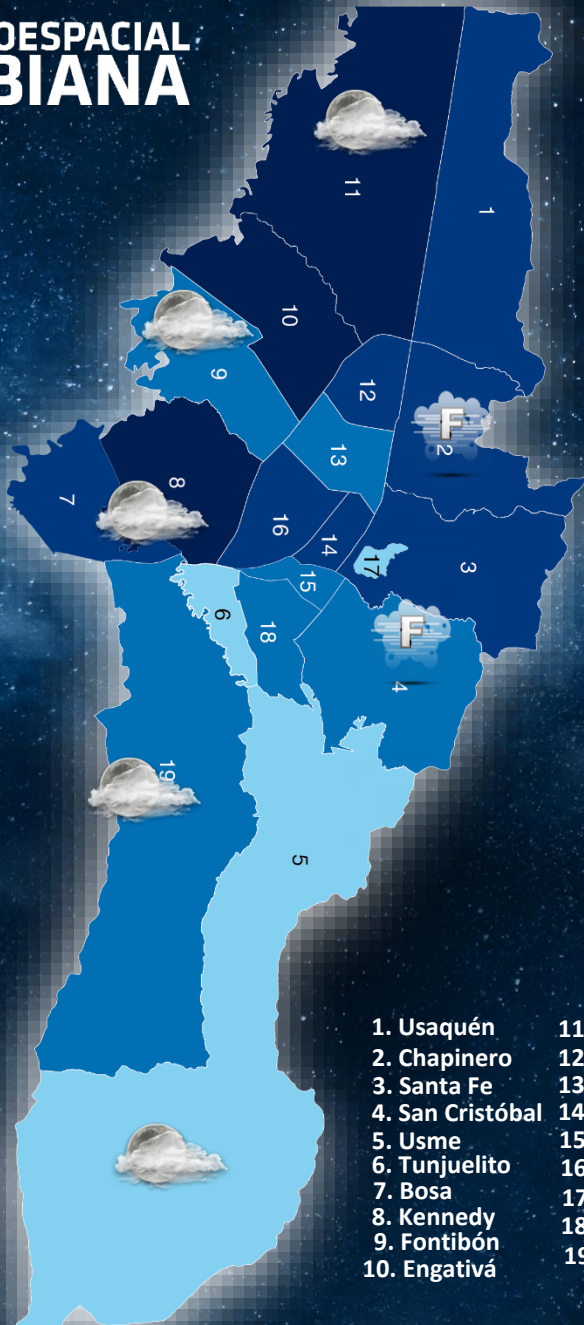 OESPACIAL
BIANA
11
1
10
9
12
F
2
13
8
7
16
14
17
3
15
6
18
F
4
19
5
1. Usaquén
2. Chapinero
3. Santa Fe
4. San Cristóbal
5. Usme
6. Tunjuelito
7. Bosa
8. Kennedy
9. Fontibón
10. Engativá
11
12
13
14
15
16
17
18
19